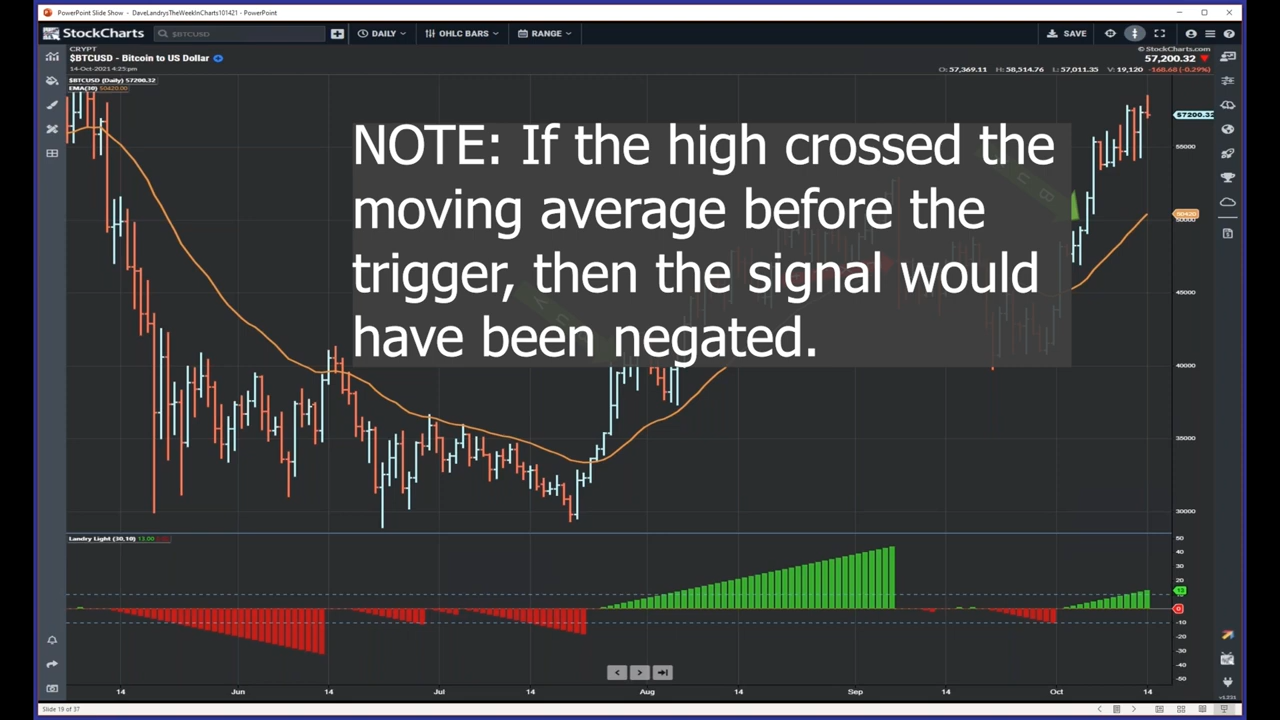 PowerPoint Slide Show - DaveLandrysTheWeekInCharts101421 - PowerPoint
StockCharts
$BTCUSD
DAILY
OHLC BARS
RANGE
SAVE
CRYPT
© StockCharts.com
$BTCUSD - Bitcoin to US Dollar
57,200.32
14-Oct-2021 4:25pm
O: 57,369.11 H: 58,514.76 L: 57,011.35 V: 19,120 -168.68 (-0.29%)
$BTCUSD (Daily) 57200.32
EMA(30) 50420.00
NOTE: If the high crossed the
moving average before the
trigger, then the signal would
have been negated.
57200.32
55000
50420
50000
45000
40000
35000
30000
Landry Light (30,10) 13.00
50
40
30
20
13
10
0
-10
-20
-30
-40
-50
14 Jun 14 Jul 14 Aug 14 Sep 14 Oct 14
Slide 19 of 37